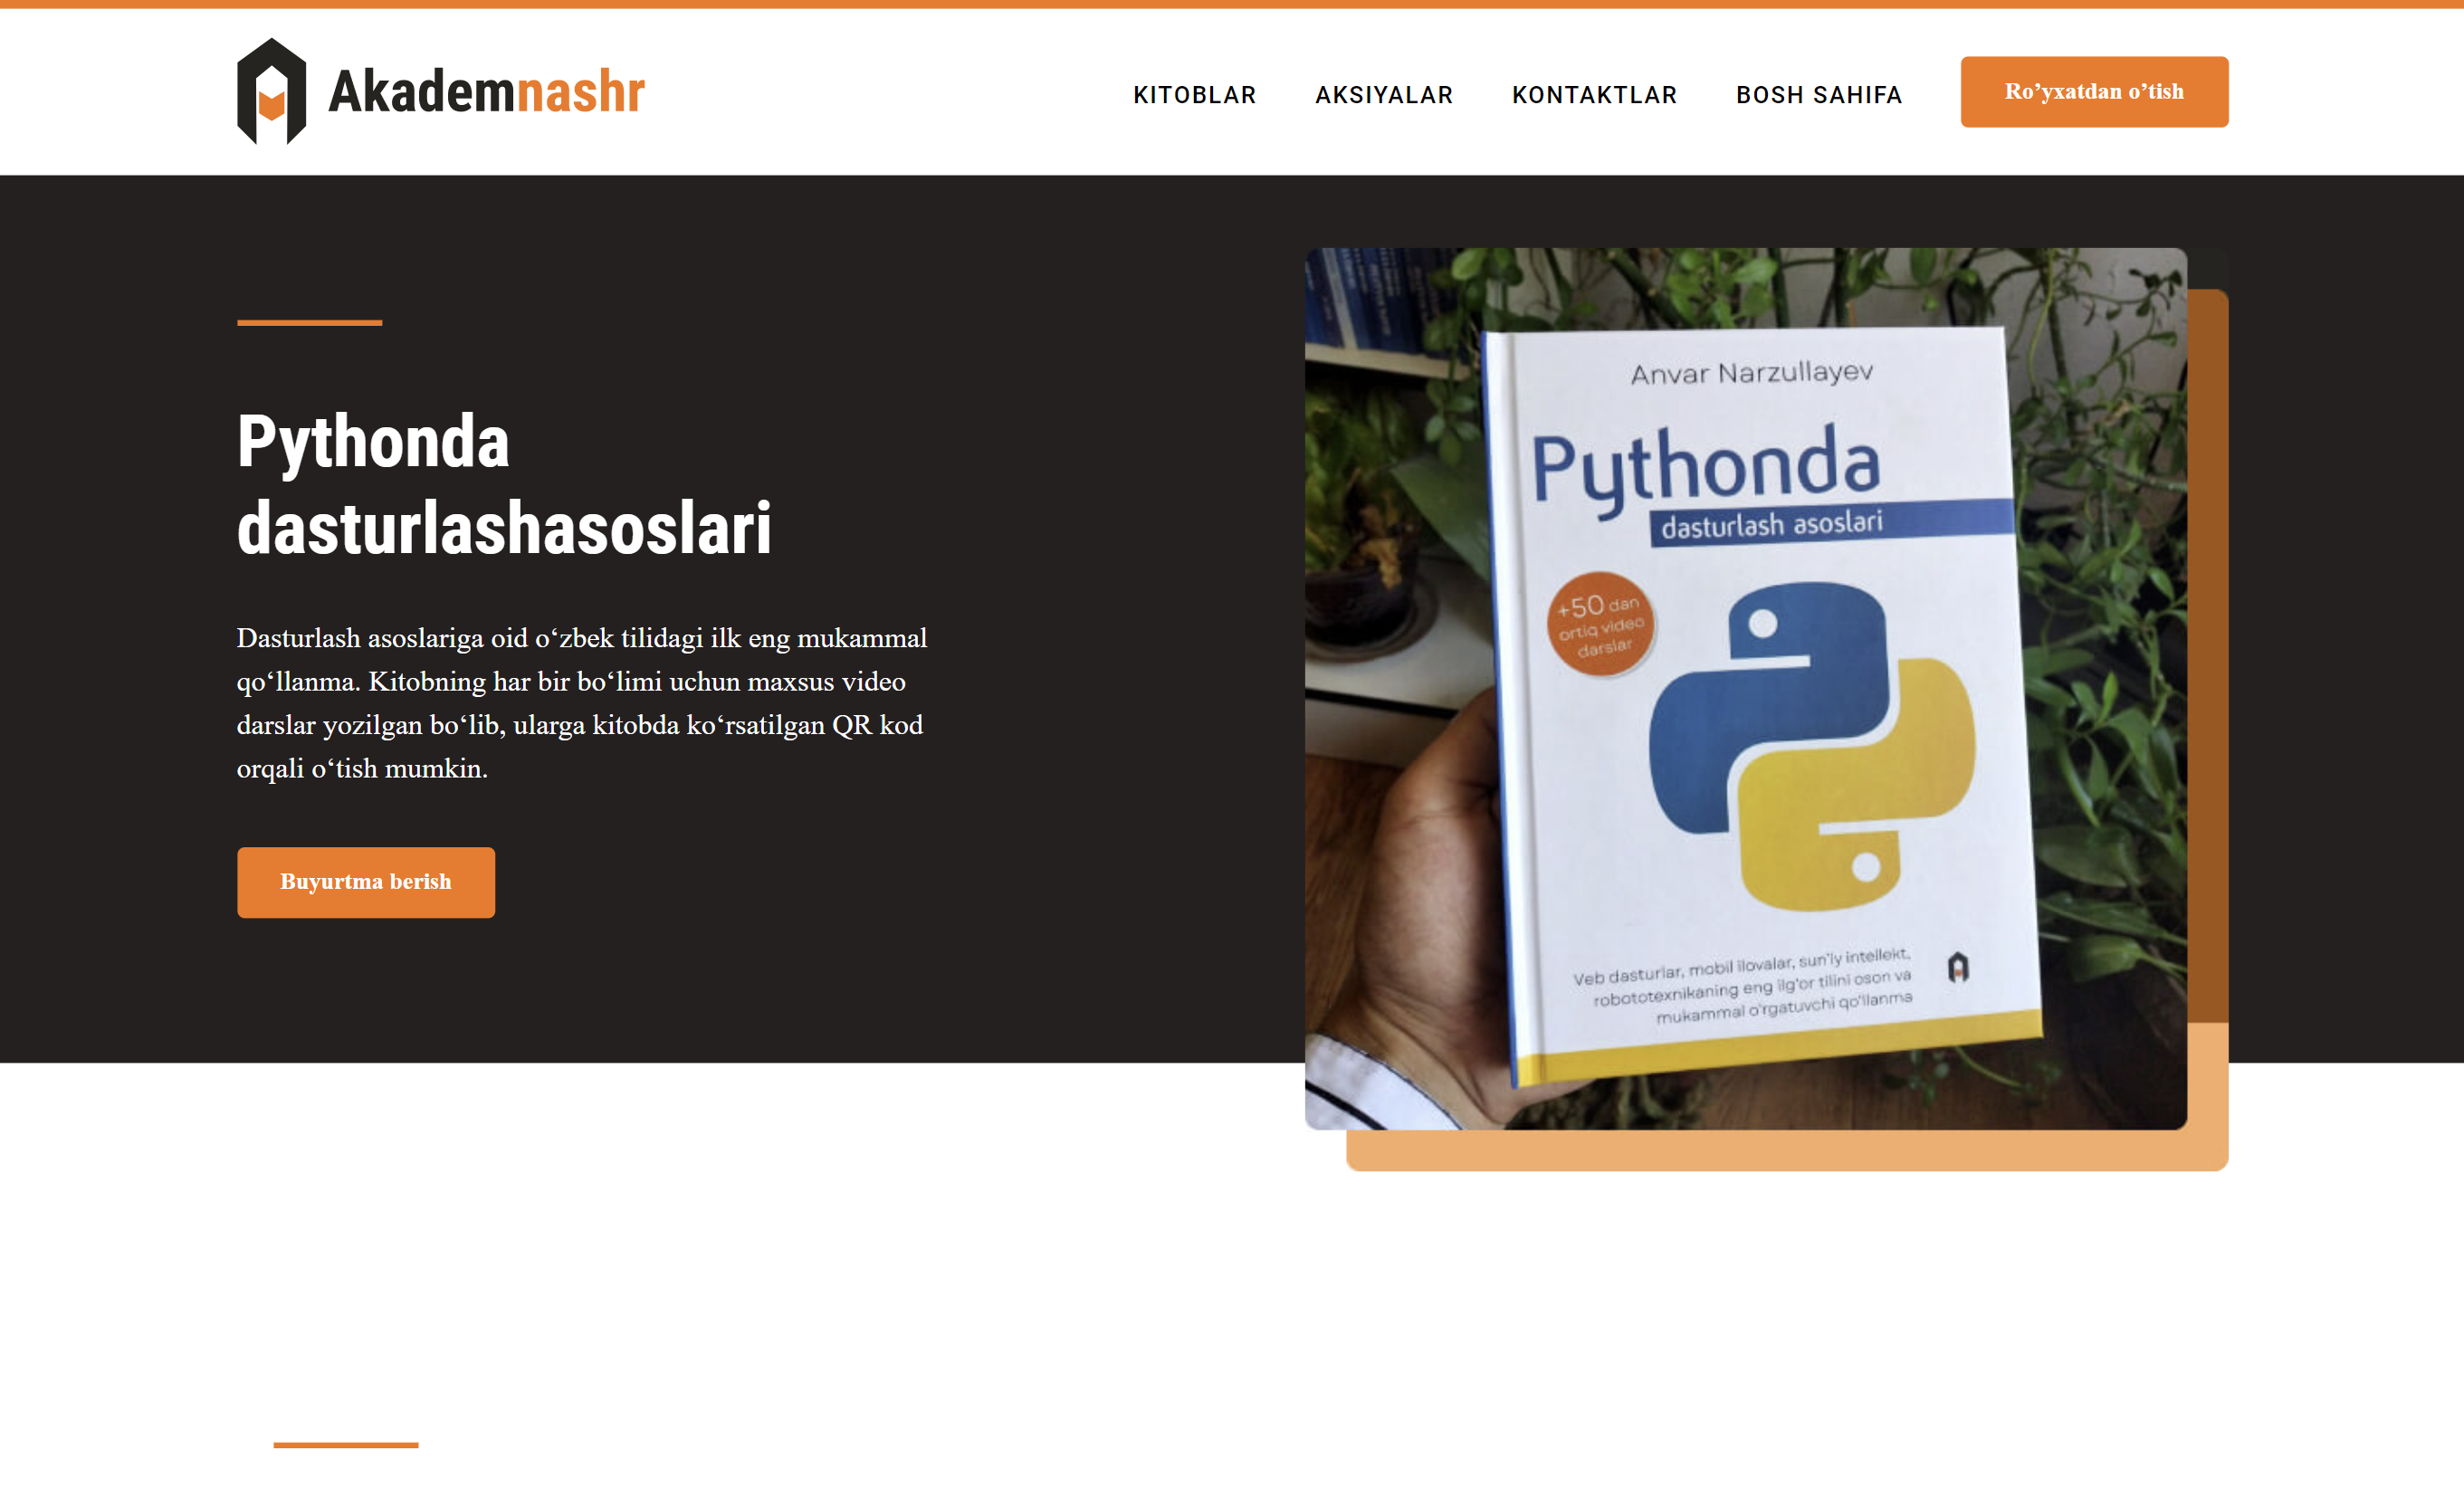 Akademnashr
KITOBLAR AKSIYALAR KONTAKTLAR BOSH SAHIFA Ro’yxatdan o’tish
Pythonda
dasturlashasoslari
Dasturlash asoslariga oid o‘zbek tilidagi ilk eng mukammal
qo‘llanma. Kitobning har bir bo‘limi uchun maxsus video
darslar yozilgan bo‘lib, ularga kitobda ko‘rsatilgan QR kod
orqali o‘tish mumkin.
Buyurtma berish
Anvar Narzullayev
Pythonda
dasturlash asoslari
+50 dan
ortiq video
darslar
Veb dasturlar, mobil ilovalar, sun'iy intellekt,
robototexnikaning eng ilg'or tilini oson va
mukammal o'rgatuvchi qo'llanma